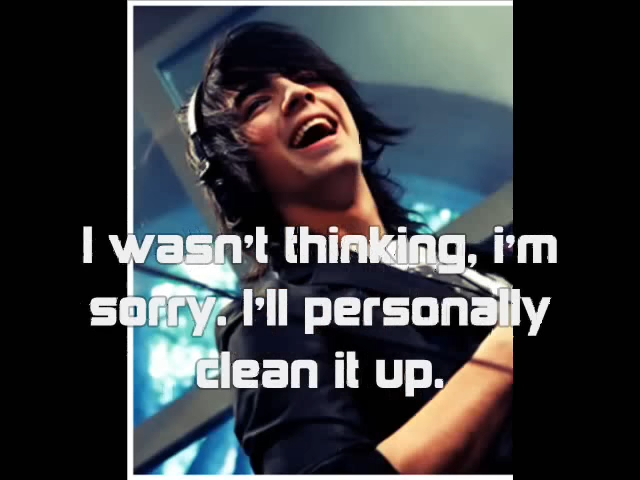 I wasn't thinking, i'm
sorry. I'll personally
clean it up.